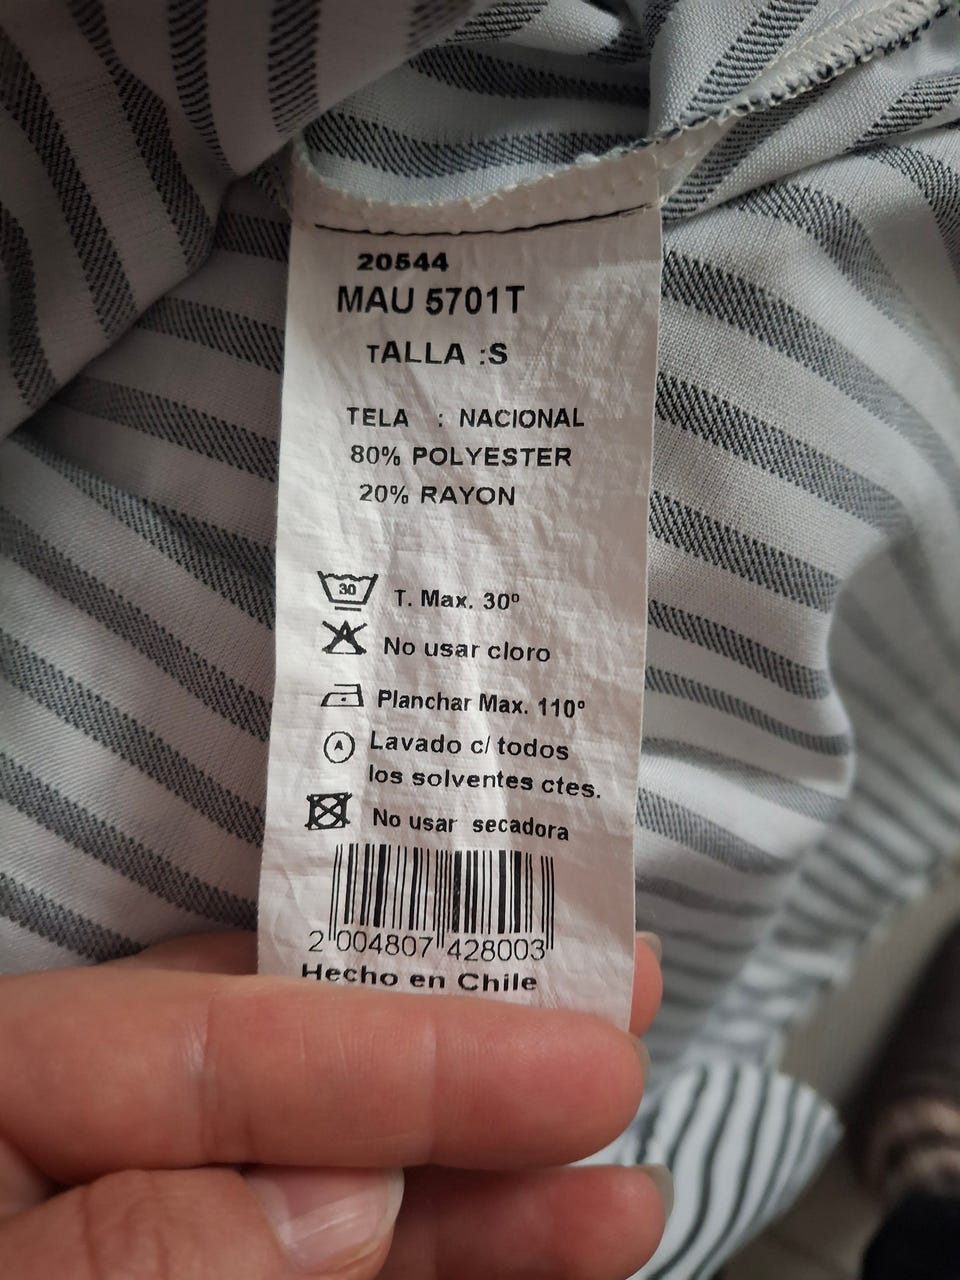 20544
MAU 5701T
TALLA :S
TELA : NACIONAL
80% POLYESTER
20% RAYON
30 T. Max. 30º
No usar cloro
Planchar Max. 110º
A Lavado c/ todos
los solventes ctes.
No usar secadora
2 004807 428003
Hecho en Chile